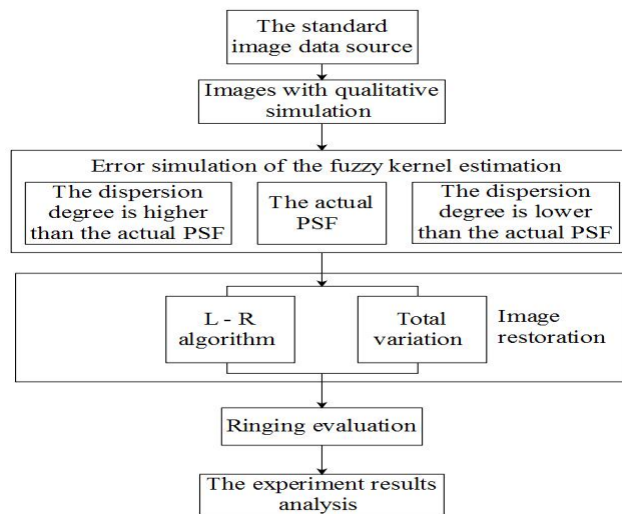 The standard
image data source
Images with qualitative
simulation
Error simulation of the fuzzy kernel estimation
The dispersion
degree is higher
than the actual PSF
The actual
PSF
The dispersion
degree is lower
than the actual PSF
L - R
algorithm
Total
variation
Image
restoration
Ringing evaluation
The experiment results
analysis